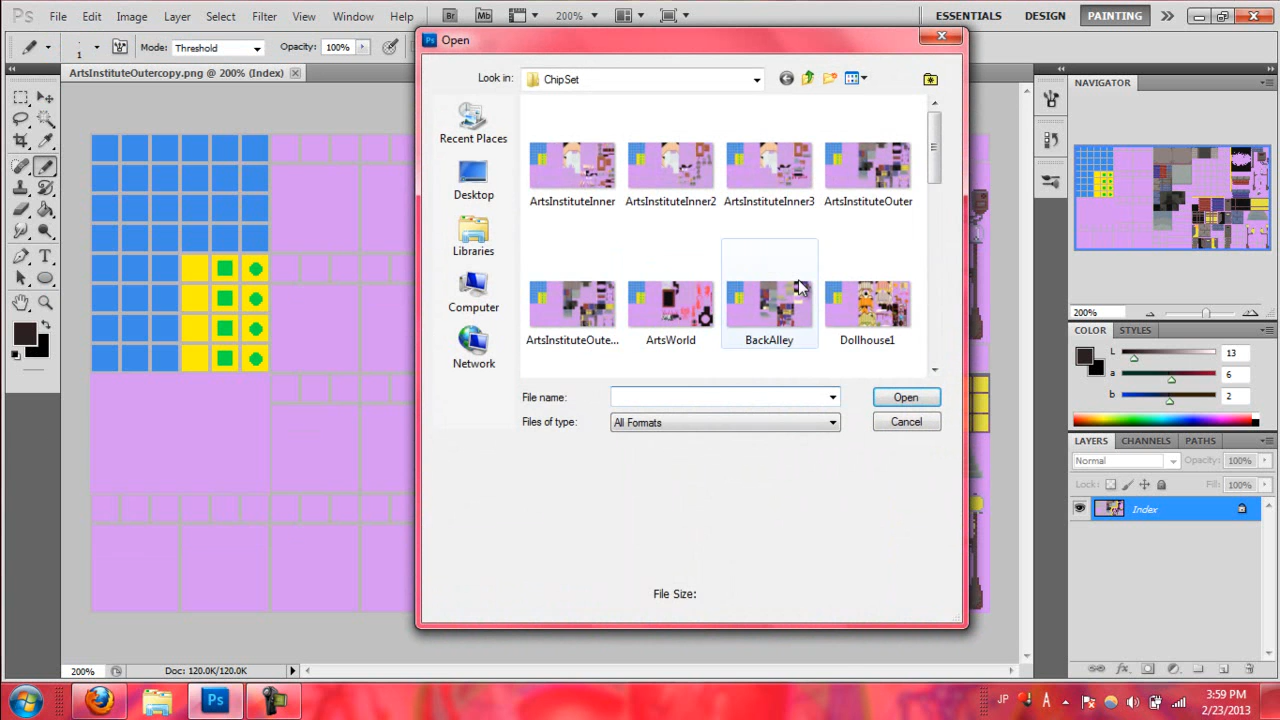 Ps File Edit Image Layer Select Filter View Window Help Br Mb 200% ESSENTIALS DESIGN PAINTING
1 Mode: Threshold Opacity: 100%
ArtsInstituteOutercopy.png @ 200% (Index)
Open
Look in: ChipSet
Recent Places
Desktop
Libraries
Computer
Network
ArtsInstituteInner ArtsInstituteInner2 ArtsInstituteInner3 ArtsInstituteOuter
ArtsInstituteOute... ArtsWorld BackAlley Dollhouse1
File name: Open
Files of type: All Formats Cancel
File Size:
NAVIGATOR
200%
COLOR STYLES
L 13
a 6
b 2
LAYERS CHANNELS PATHS
Normal Opacity: 100%
Lock: Fill: 100%
Index
200% Doc: 120.0K/120.0K
Ps JP A 3:59 PM
2/23/2013